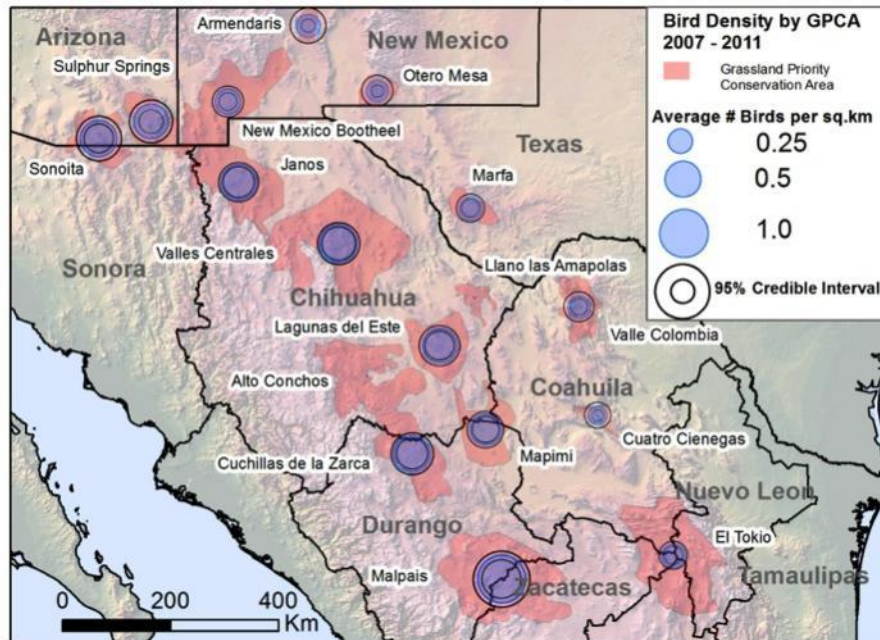 Bird Density by GPCA
2007 - 2011
Grassland Priority
Conservation Area
Average # Birds per sq.km
0.25
0.5
1.0
95% Credible Interval
Armendaris
Arizona
New Mexico
Sulphur Springs
Otero Mesa
New Mexico Bootheel
Texas
Sonoita
Janos
Marfa
Valles Centrales
Sonora
Llano las Amapolas
Chihuahua
Lagunas del Este
Valle Colombia
Alto Conchos
Coahuila
Cuatro Cienegas
Cuchillas de la Zarca
Mapimi
Nuevo Leon
Durango
El Tokio
Malpais
Zacatecas
Tamaulipas
0 200 400
Km